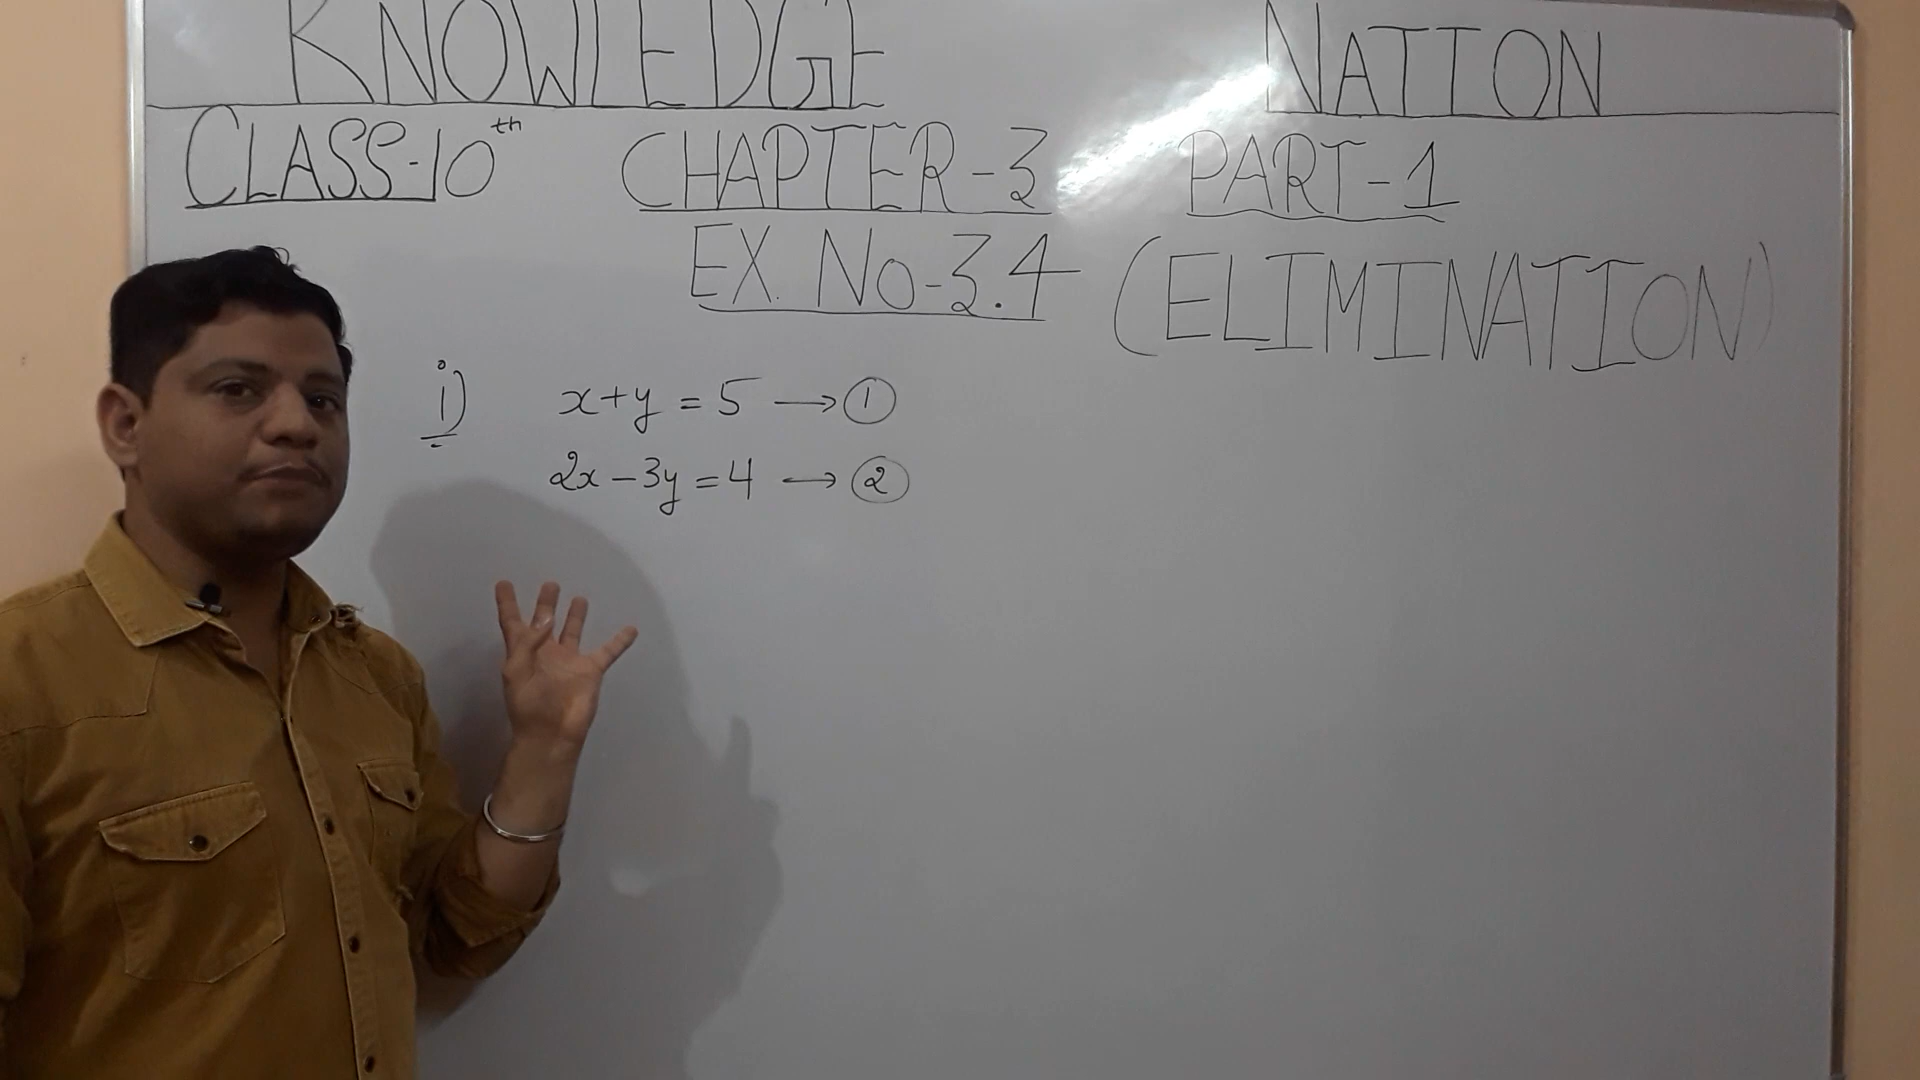 KNOWLEDGE NATION
CLASS-10th CHAPTER-3 PART-1
EX. No-3.4 (ELIMINATION)
i) x+y=5 → ①
2x-3y=4 → ②